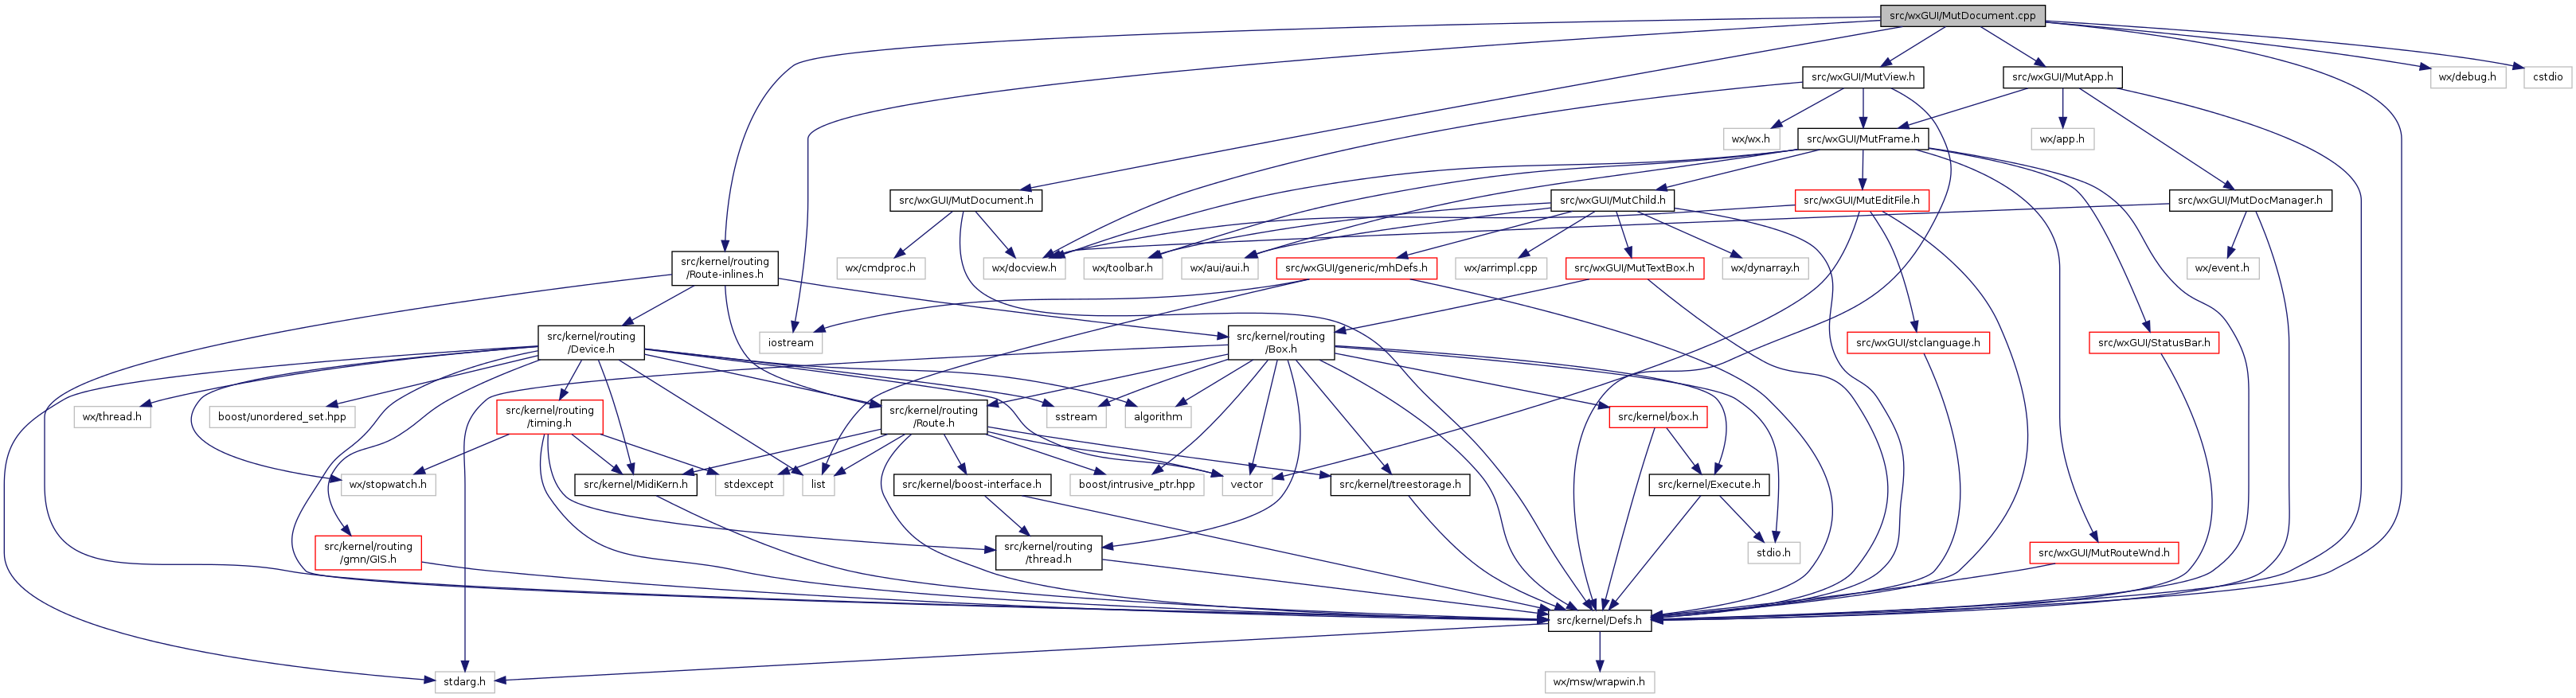 src/wxGUI/MutDocument.cpp
src/wxGUI/MutView.h
src/wxGUI/MutApp.h
wx/debug.h
cstdio
wx/wx.h
src/wxGUI/MutFrame.h
wx/app.h
src/wxGUI/MutDocument.h
src/wxGUI/MutChild.h
src/wxGUI/MutEditFile.h
src/wxGUI/MutDocManager.h
src/kernel/routing
/Route-inlines.h
wx/cmdproc.h
wx/docview.h
wx/toolbar.h
wx/aui/aui.h
src/wxGUI/generic/mhDefs.h
wx/arrimpl.cpp
src/wxGUI/MutTextBox.h
wx/dynarray.h
wx/event.h
src/kernel/routing
/Device.h
iostream
src/kernel/routing
/Box.h
src/wxGUI/stclanguage.h
src/wxGUI/StatusBar.h
wx/thread.h
boost/unordered_set.hpp
src/kernel/routing
/timing.h
src/kernel/routing
/Route.h
sstream
algorithm
src/kernel/box.h
wx/stopwatch.h
src/kernel/MidiKern.h
stdexcept
list
src/kernel/boost-interface.h
boost/intrusive_ptr.hpp
vector
src/kernel/treestorage.h
src/kernel/Execute.h
src/kernel/routing
/gmn/GIS.h
src/kernel/routing
/thread.h
stdio.h
src/wxGUI/MutRouteWnd.h
src/kernel/Defs.h
stdarg.h
wx/msw/wrapwin.h